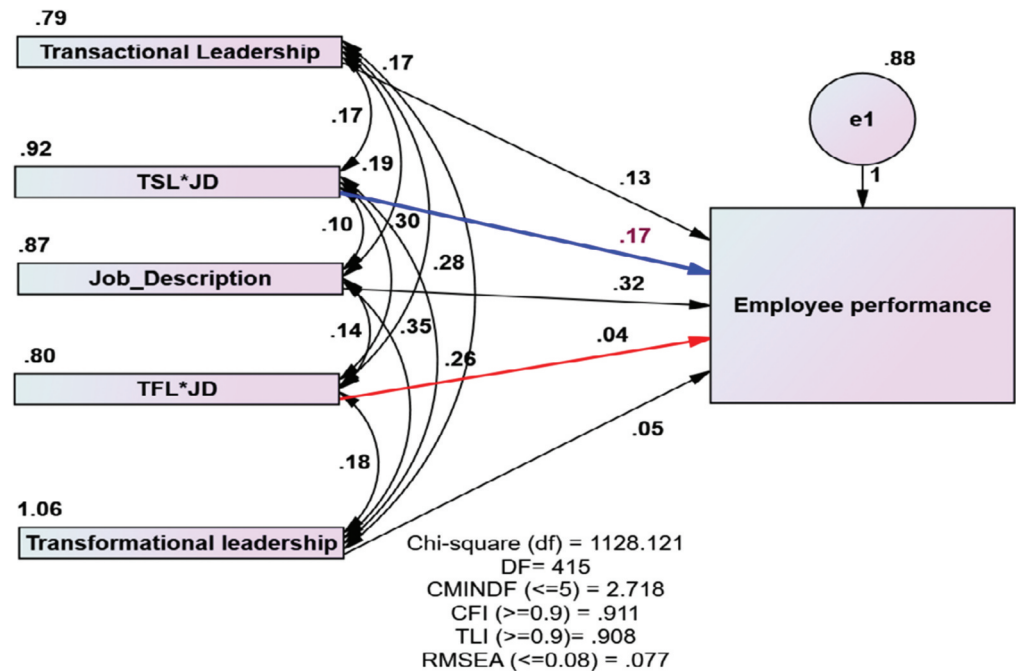 .79
Transactional Leadership
.17
.88
e1
1
.17
.92
TSL*JD
.19
.13
.10
.30
.17
.87
Job_Description
.28
.32
Employee performance
.14
.35
.04
.80
TFL*JD
.26
.05
.18
1.06
Transformational leadership
Chi-square (df) = 1128.121
DF= 415
CMINDF (<=5) = 2.718
CFI (>=0.9) = .911
TLI (>=0.9)= .908
RMSEA (<=0.08) = .077